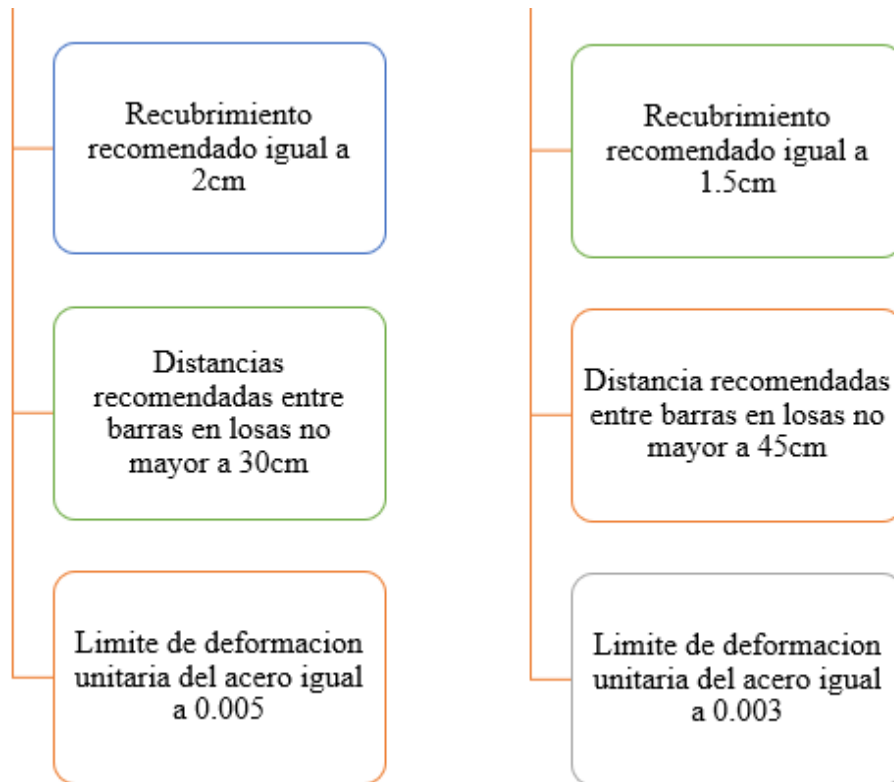 Recubrimiento
recomendado igual a
2cm
Distancias
recomendadas entre
barras en losas no
mayor a 30cm
Limite de deformacion
unitaria del acero igual
a 0.005
Recubrimiento
recomendado igual a
1.5cm
Distancia recomendadas
entre barras en losas no
mayor a 45cm
Limite de deformacion
unitaria del acero igual
a 0.003